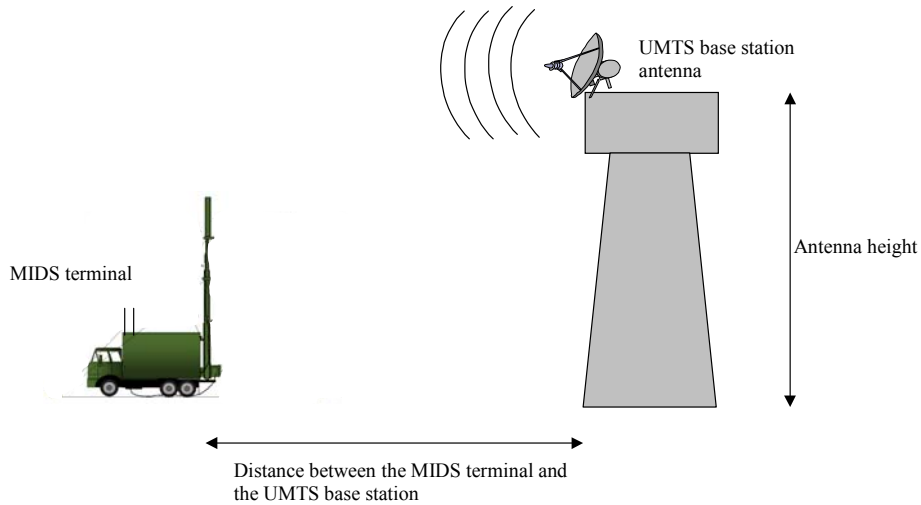 UMTS base station
antenna
Antenna height
MIDS terminal
Distance between the MIDS terminal and
the UMTS base station